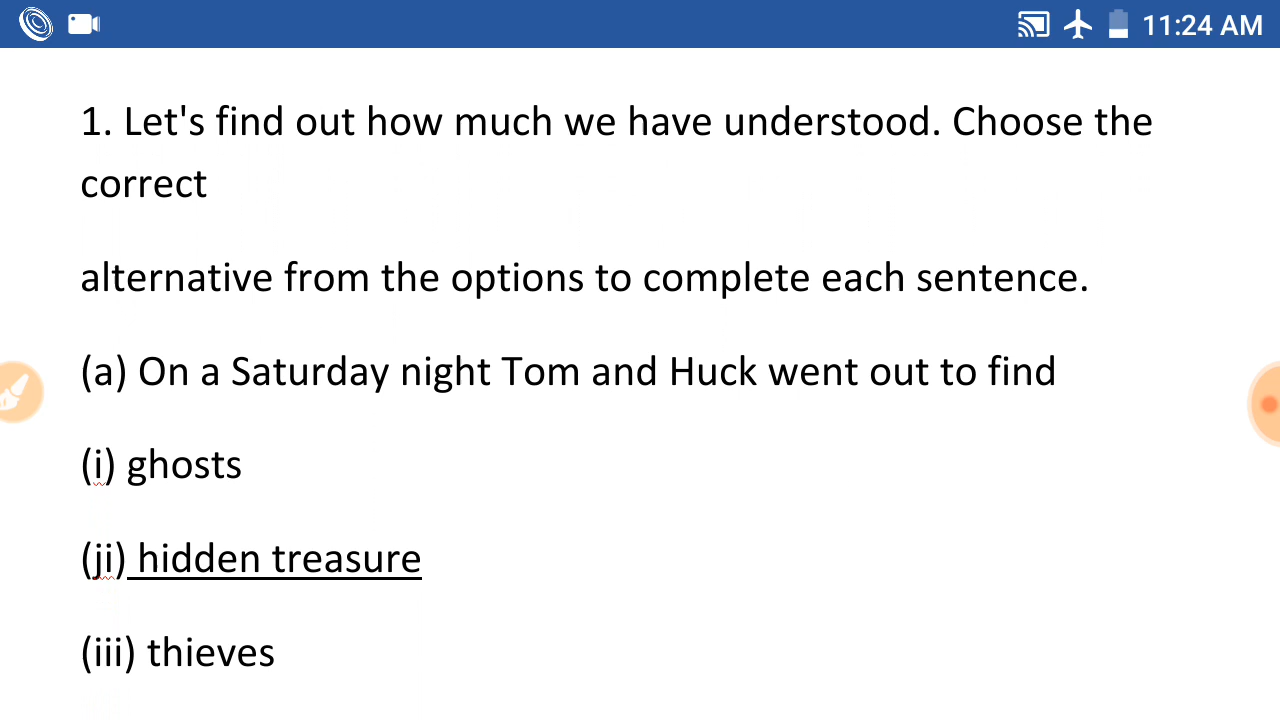 11:24 AM
1. Let's find out how much we have understood. Choose the
correct
alternative from the options to complete each sentence.
(a) On a Saturday night Tom and Huck went out to find
(i) ghosts
(ji) hidden treasure
(iii) thieves